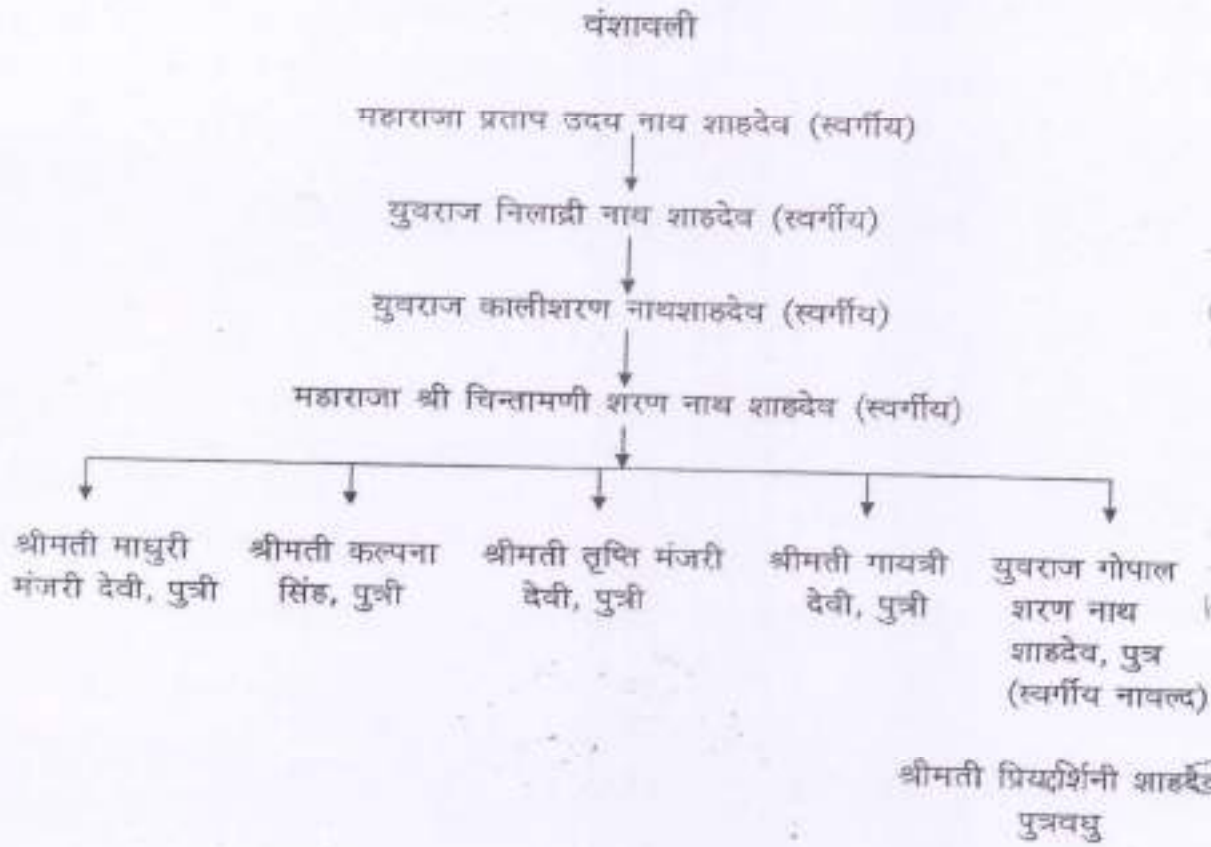 वंशावली
महाराजा प्रताप उदय नाथ शाहदेव (स्वर्गीय)
युवराज निलाद्री नाथ शाहदेव (स्वर्गीय)
युवराज कालीशरण नाथशाहदेव (स्वर्गीय)
महाराजा श्री चिन्तामणी शरण नाथ शाहदेव (स्वर्गीय)
श्रीमती माधुरी
मंजरी देवी, पुत्री
श्रीमती कल्पना
सिंह, पुत्री
श्रीमती तृप्ति मंजरी
देवी, पुत्री
श्रीमती गायत्री
देवी, पुत्री
युवराज गोपाल
शरण नाथ
शाहदेव, पुत्र
(स्वर्गीय नावल्द)
श्रीमती प्रियदर्शिनी
पुत्रवधु